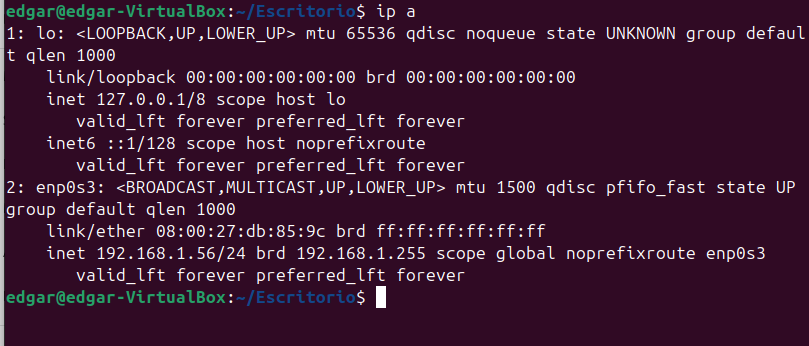 edgar@edgar-VirtualBox:~/Escritorio$ ip a
1: lo: <LOOPBACK,UP,LOWER_UP> mtu 65536 qdisc noqueue state UNKNOWN group defaul
t qlen 1000
    link/loopback 00:00:00:00:00:00 brd 00:00:00:00:00:00
    inet 127.0.0.1/8 scope host lo
       valid_lft forever preferred_lft forever
    inet6 ::1/128 scope host noprefixroute
       valid_lft forever preferred_lft forever
2: enp0s3: <BROADCAST,MULTICAST,UP,LOWER_UP> mtu 1500 qdisc pfifo_fast state UP
group default qlen 1000
    link/ether 08:00:27:db:85:9c brd ff:ff:ff:ff:ff:ff
    inet 192.168.1.56/24 brd 192.168.1.255 scope global noprefixroute enp0s3
       valid_lft forever preferred_lft forever
edgar@edgar-VirtualBox:~/Escritorio$